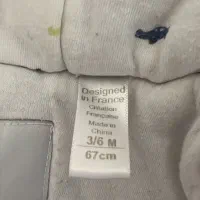 Designed
in France
Création
Française
Made in
China
3/6 M
67cm